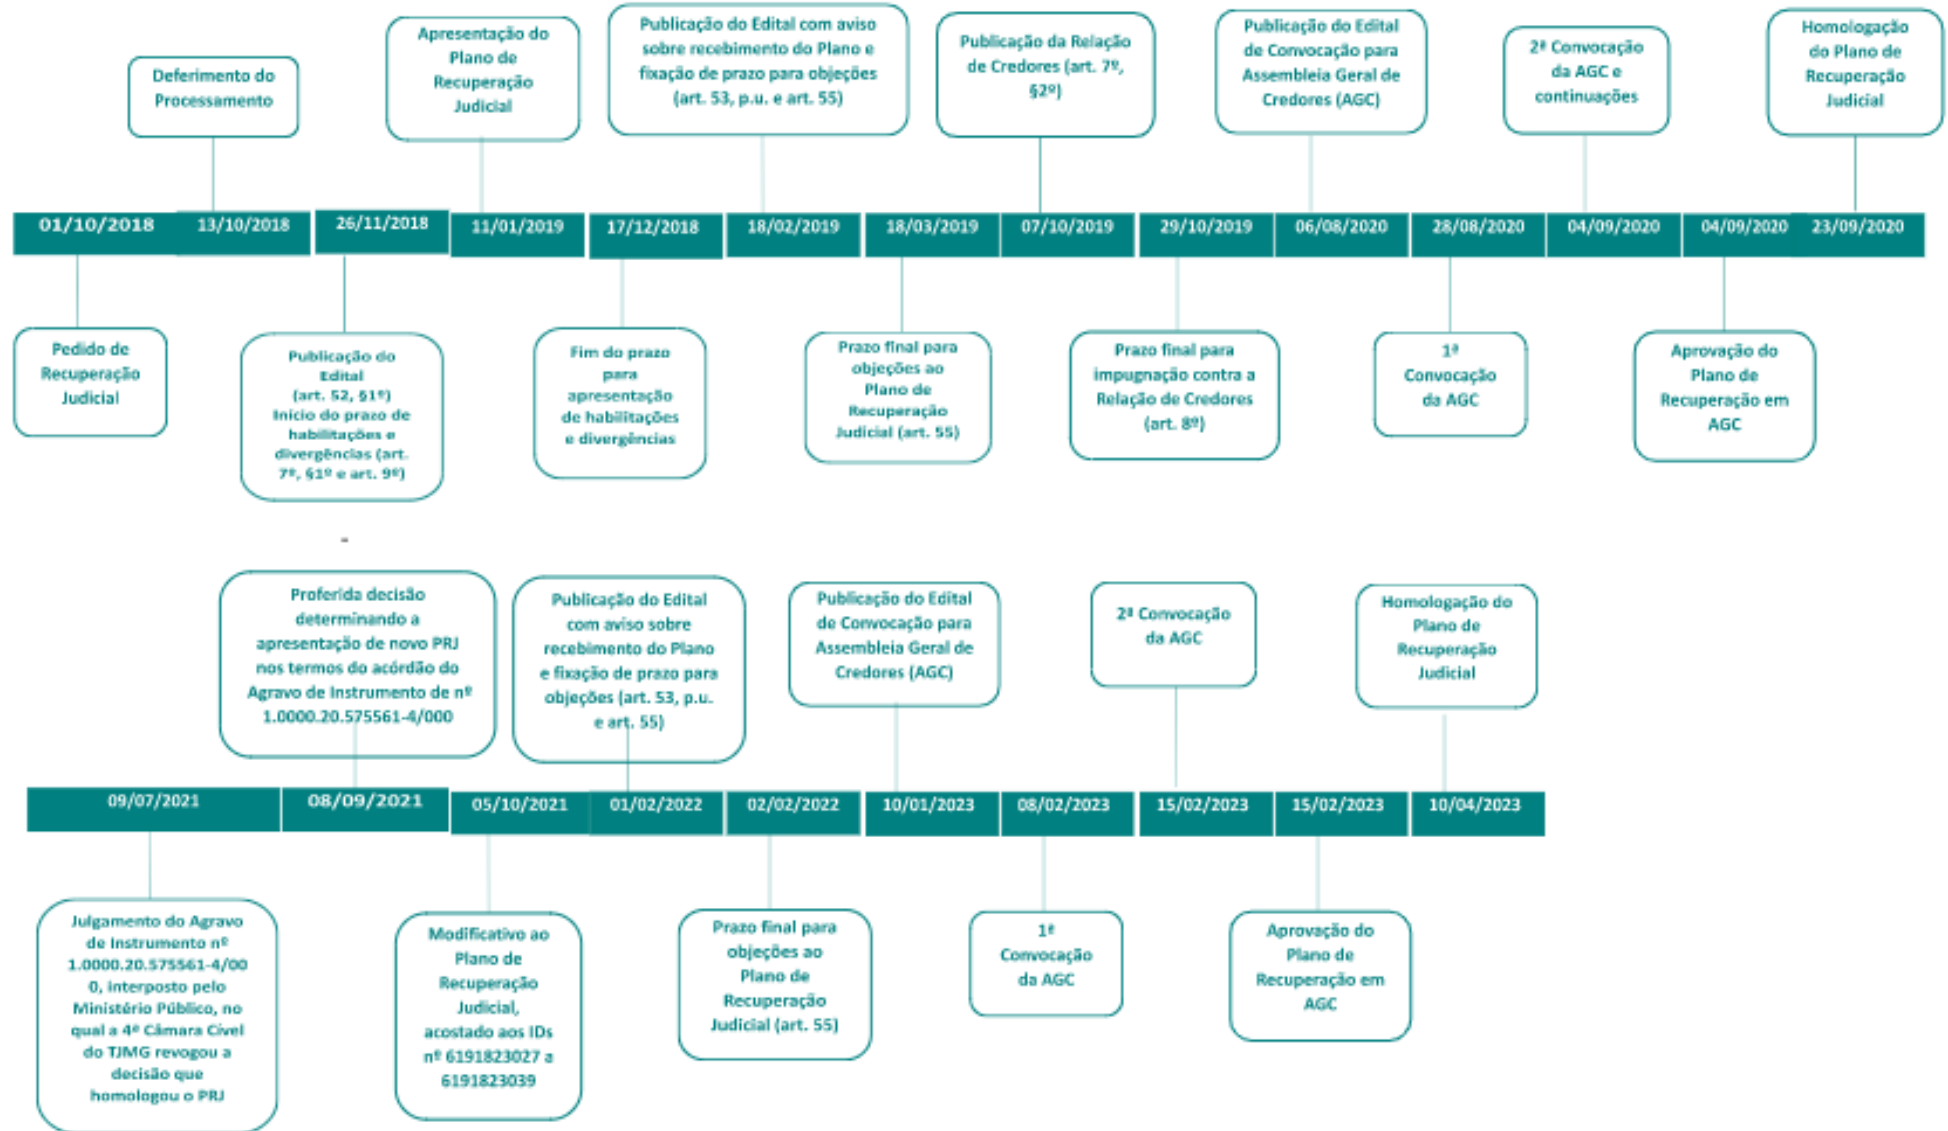 Deferimento do
Processamento
Apresentação do
Plano de
Recuperação
Judicial
Publicação do Edital com aviso
sobre recebimento do Plano e
fixação de prazo para objeções
(art. 53, p.u. e art. 55)
Publicação da Relação
de Credores (art. 7º,
§2º)
Publicação do Edital
de Convocação para
Assembleia Geral de
Credores (AGC)
2ª Convocação
da AGC e
continuações
Homologação
do Plano de
Recuperação
Judicial
01/10/2018 13/10/2018 26/11/2018 11/01/2019 17/12/2018 18/02/2019 18/03/2019 07/10/2019 29/10/2019 06/08/2020 28/08/2020 04/09/2020 04/09/2020 23/09/2020
Pedido de
Recuperação
Judicial
Publicação do
Edital
(art. 52, §1º)
Início do prazo de
habilitações e
divergências (art.
7º, §1º e art. 9º)
Fim do prazo
para
apresentação
de habilitações
e divergências
Prazo final para
objeções ao
Plano de
Recuperação
Judicial (art. 55)
Prazo final para
impugnação contra a
Relação de Credores
(art. 8º)
1ª
Convocação
da AGC
Aprovação do
Plano de
Recuperação em
AGC
-
Proferida decisão
determinando a
apresentação de novo PRJ
nos termos do acórdão do
Agravo de Instrumento de nº
1.0000.20.575561-4/000
Publicação do Edital
com aviso sobre
recebimento do Plano
e fixação de prazo para
objeções (art. 53, p.u.
e art. 55)
Publicação do Edital
de Convocação para
Assembleia Geral de
Credores (AGC)
2ª Convocação
da AGC
Homologação do
Plano de
Recuperação
Judicial
09/07/2021 08/09/2021 05/10/2021 01/02/2022 02/02/2022 10/01/2023 08/02/2023 15/02/2023 15/02/2023 10/04/2023
Julgamento do Agravo
de Instrumento nº
1.0000.20.575561-4/00
0, interposto pelo
Ministério Público, no
qual a 4ª Câmara Cível
do TJMG revogou a
decisão que
homologou o PRJ
Modificativo ao
Plano de
Recuperação
Judicial,
acostado aos IDs
nº 6191823027 a
6191823039
Prazo final para
objeções ao
Plano de
Recuperação
Judicial (art. 55)
1ª
Convocação
da AGC
Aprovação do
Plano de
Recuperação em
AGC